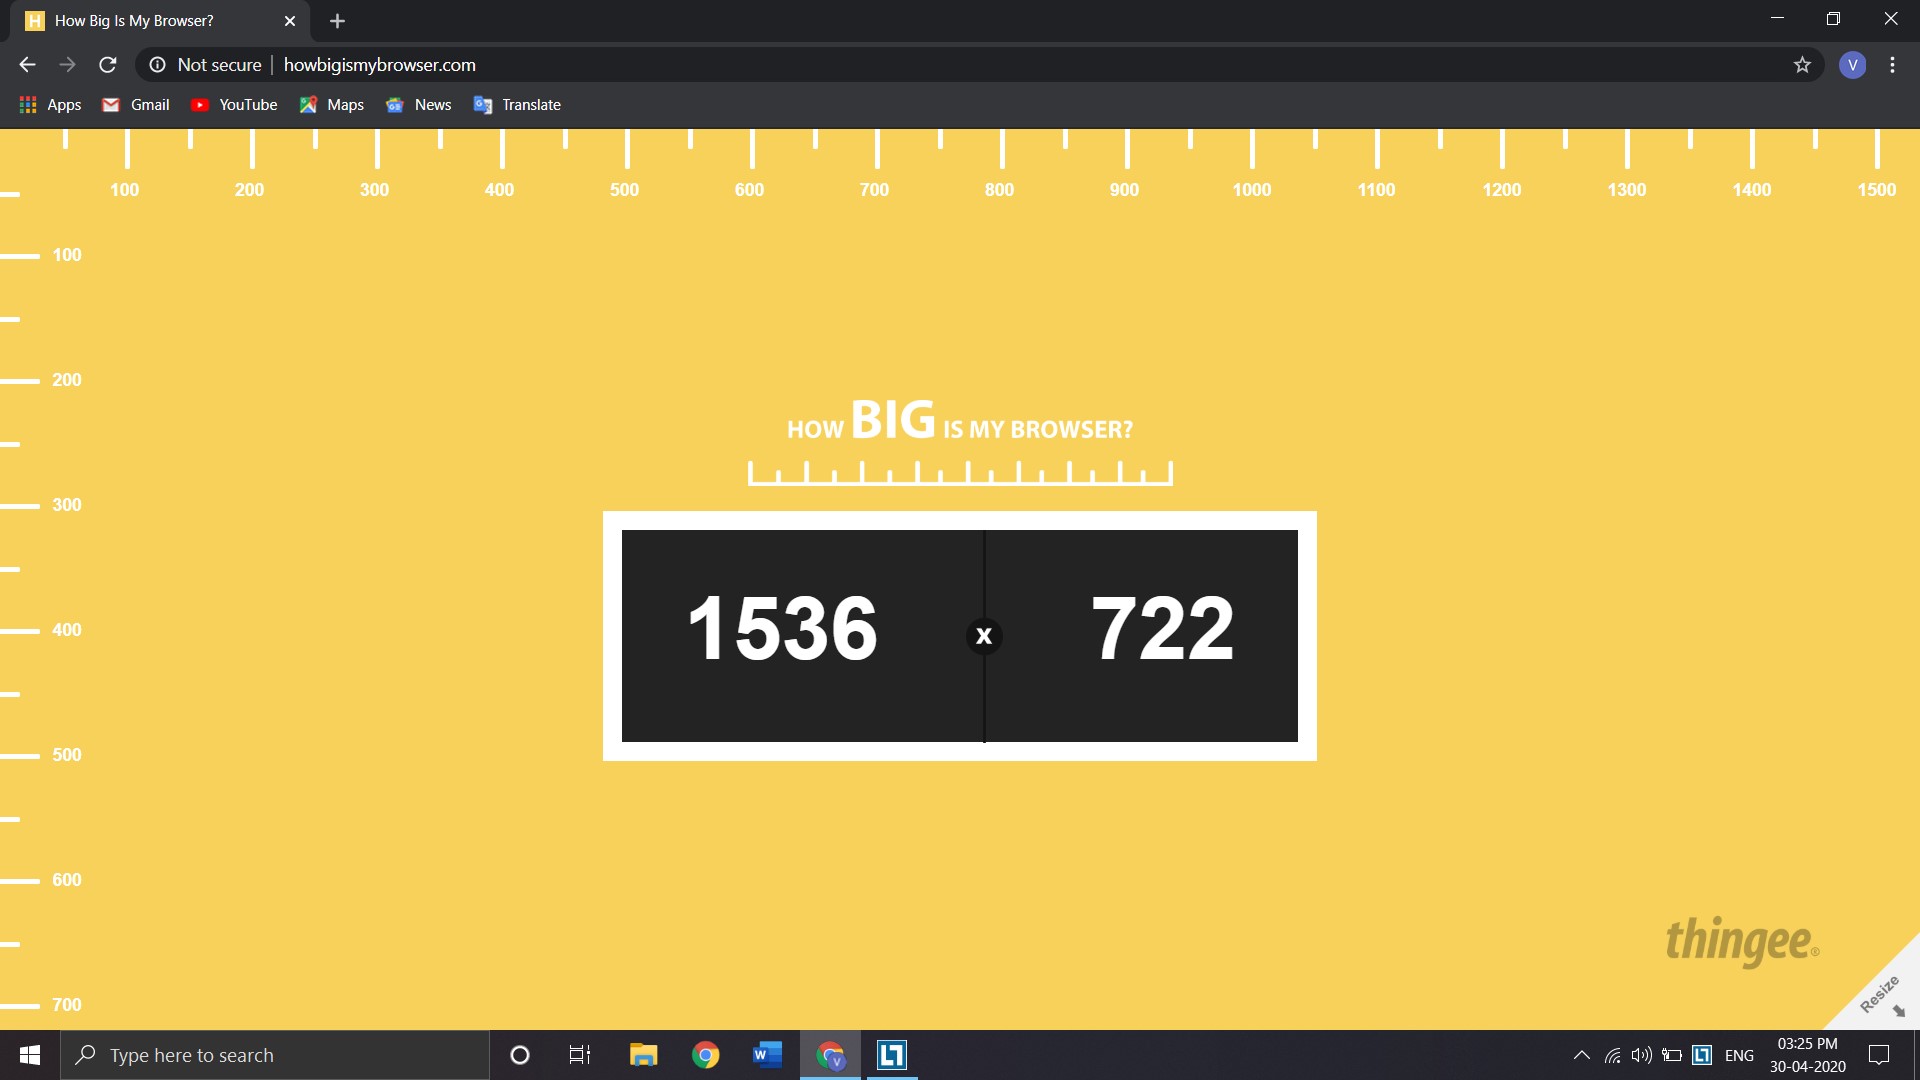 H How Big Is My Browser?
Not secure howbigismybrowser.com V
Apps Gmail YouTube Maps News Translate
100 200 300 400 500 600 700 800 900 1000 1100 1200 1300 1400 1500
100
200
HOW BIG IS MY BROWSER?
300
1536 x 722
400
500
600
thingee®
Resize
700
Type here to search
W
V
ENG
03:25 PM
30-04-2020